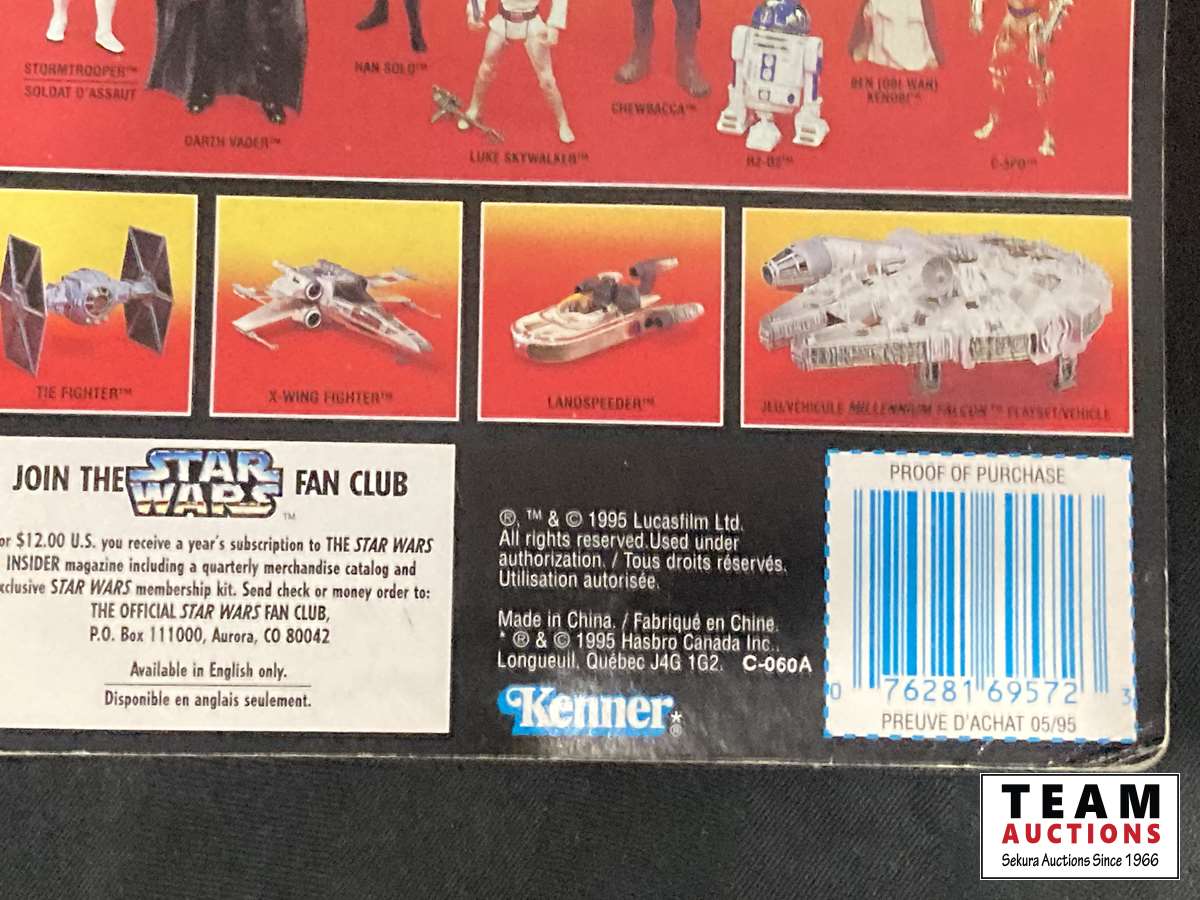 STORMTROOPER™
SOLDAT D'ASSAUT
DARTH VADER™
HAN SOLO™
LUKE SKYWALKER™
CHEWBACCA™
R2-D2™
BEN (OBI-WAN)
KENOBI™
C-3PO™
TIE FIGHTER™
X-WING FIGHTER™
LANDSPEEDER™
JEU/VÉHICULE MILLENNIUM FALCON™ PLAYSET/VEHICLE
JOIN THE STAR WARS FAN CLUB
™
or $12.00 U.S. you receive a year's subscription to THE STAR WARS
INSIDER magazine including a quarterly merchandise catalog and
xclusive STAR WARS membership kit. Send check or money order to:
THE OFFICIAL STAR WARS FAN CLUB,
P.O. Box 111000, Aurora, CO 80042
Available in English only.
Disponible en anglais seulement.
®, ™ & © 1995 Lucasfilm Ltd.
All rights reserved.Used under
authorization. / Tous droits réservés.
Utilisation autorisée.
Made in China. / Fabriqué en Chine.
* ® & © 1995 Hasbro Canada Inc.,
Longueuil, Québec J4G 1G2. C-060A
Kenner*®
PROOF OF PURCHASE
0 76281 69572 3
PREUVE D'ACHAT 05/95
TEAM
AUCTIONS
Sekura Auctions Since 1966